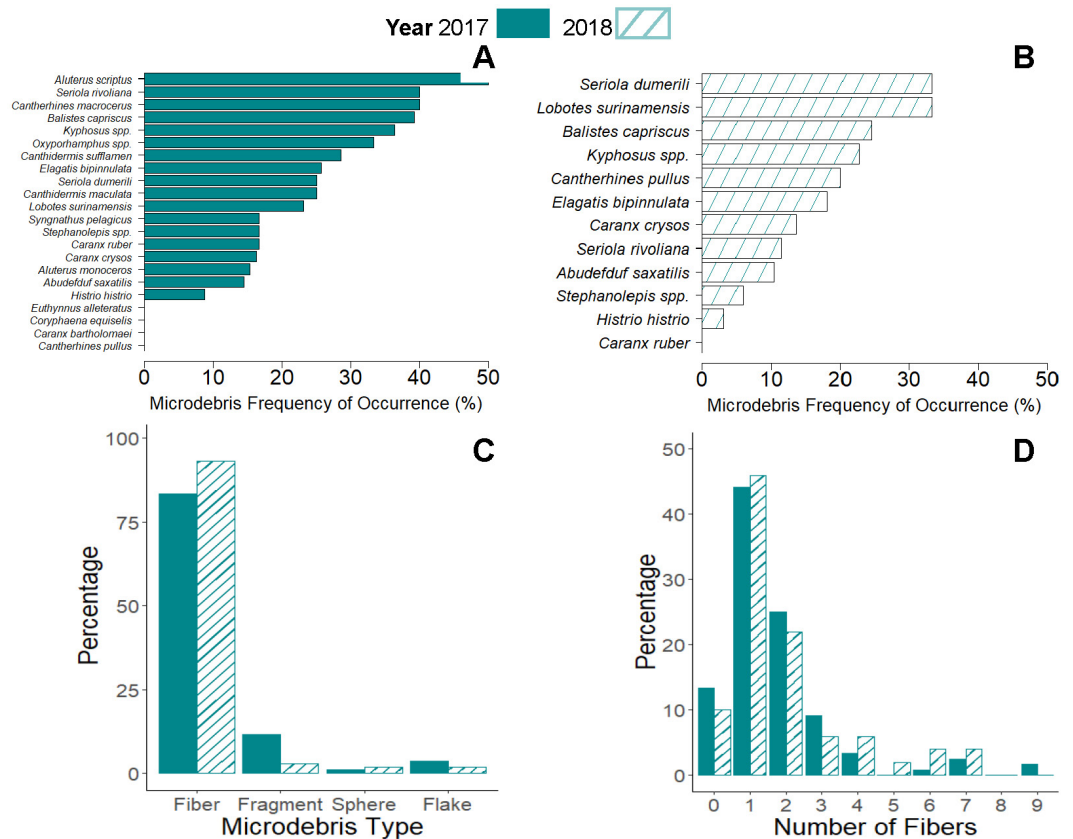 Year 2017 2018
A
Aluterus scriptus
Seriola rivoliana
Cantherhines macrocerus
Balistes capriscus
Kyphosus spp.
Oxyporhamphus spp.
Canthidermis sufflamen
Elagatis bipinnulata
Seriola dumerili
Canthidermis maculata
Lobotes surinamensis
Syngnathus pelagicus
Stephanolepis spp.
Caranx ruber
Caranx crysos
Aluterus monoceros
Abudefduf saxatilis
Histrio histrio
Euthynnus alleteratus
Coryphaena equiselis
Caranx bartholomaei
Cantherhines pullus
0 10 20 30 40 50
Microdebris Frequency of Occurrence (%)
B
Seriola dumerili
Lobotes surinamensis
Balistes capriscus
Kyphosus spp.
Cantherhines pullus
Elagatis bipinnulata
Caranx crysos
Seriola rivoliana
Abudefduf saxatilis
Stephanolepis spp.
Histrio histrio
Caranx ruber
0 10 20 30 40 50
Microdebris Frequency of Occurrence (%)
C
Percentage
100
75
50
25
0
Fiber Fragment Sphere Flake
Microdebris Type
D
Percentage
50
40
30
20
10
0
0 1 2 3 4 5 6 7 8 9
Number of Fibers